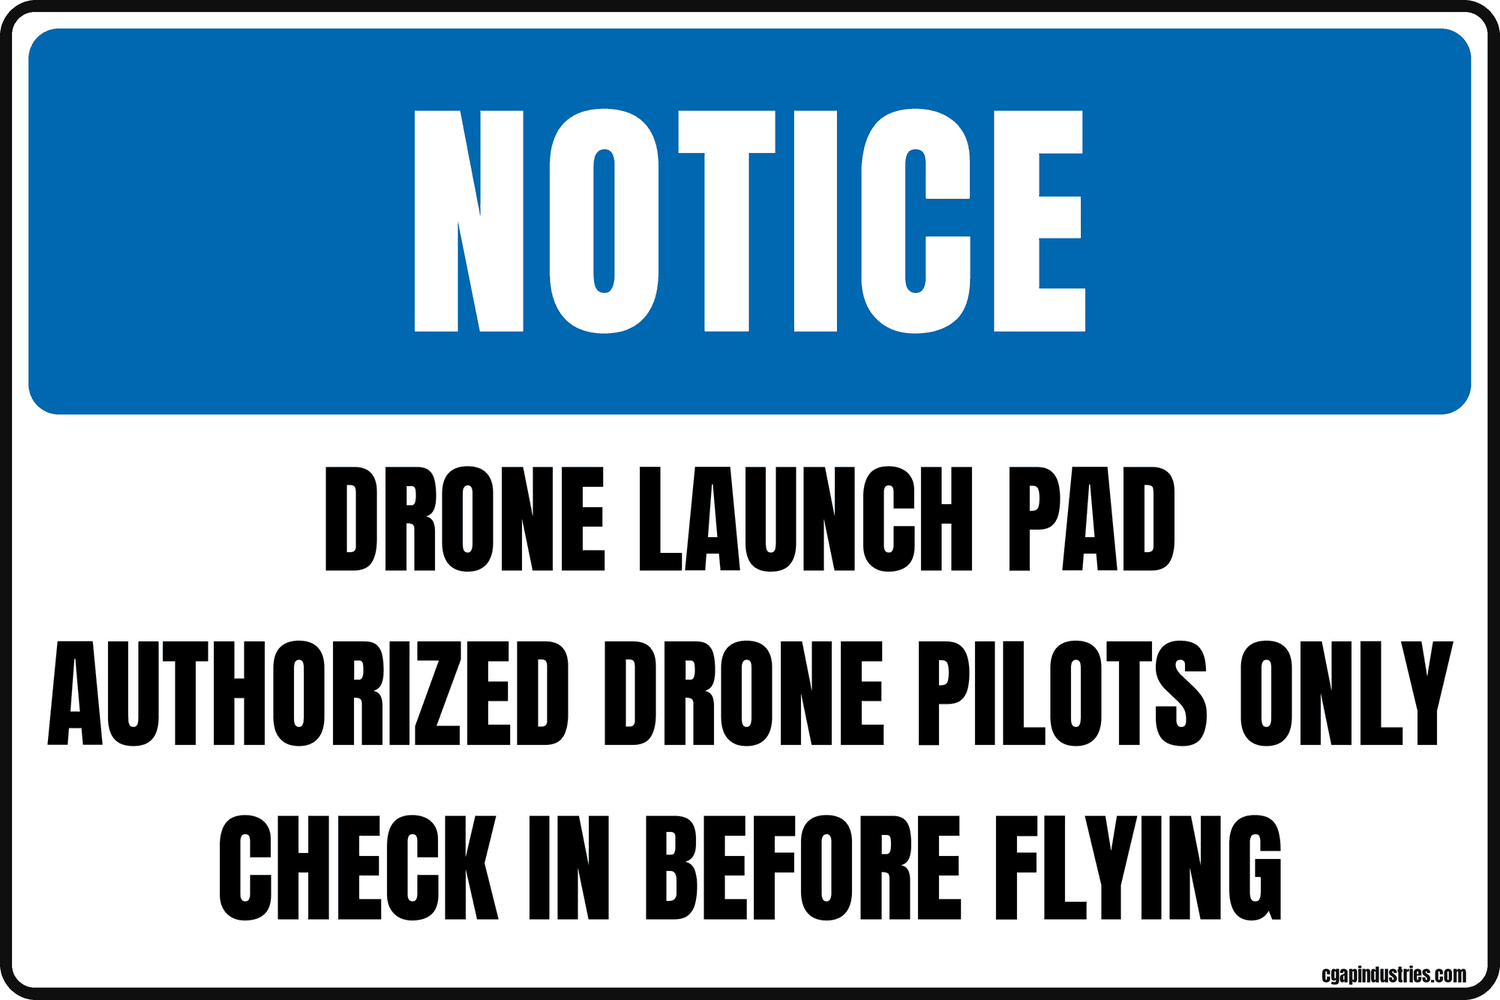 NOTICE
DRONE LAUNCH PAD
AUTHORIZED DRONE PILOTS ONLY
CHECK IN BEFORE FLYING
cgapindustries.com